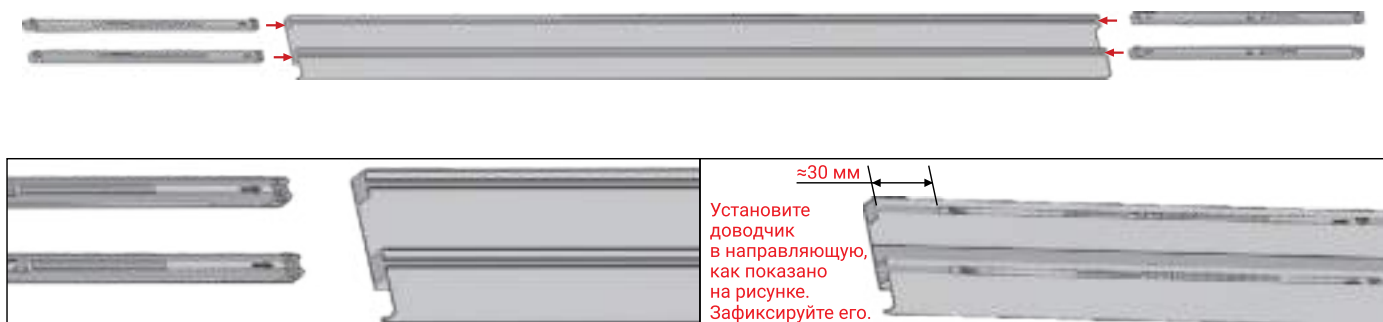 ≈30 мм
Установите
доводчик
в направляющую,
как показано
на рисунке.
Зафиксируйте его.